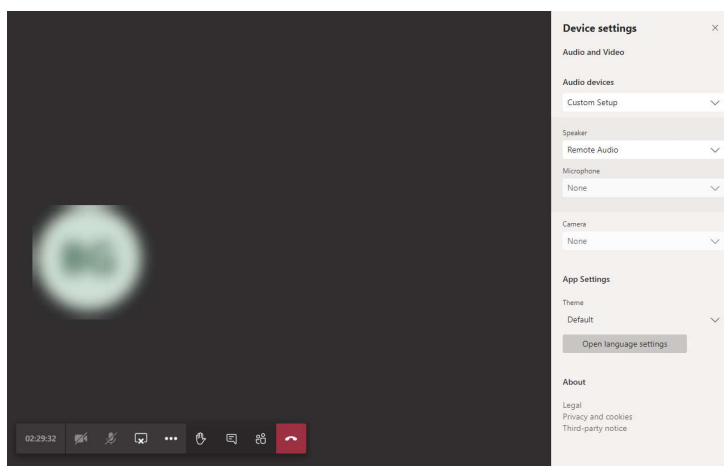 Device settings
Audio and Video
Audio devices
Custom Setup
Speaker
Remote Audio
Microphone
None
Camera
None
App Settings
Theme
Default
Open language settings
About
Legal
Privacy and cookies
Third-party notice
BG
02:29:32